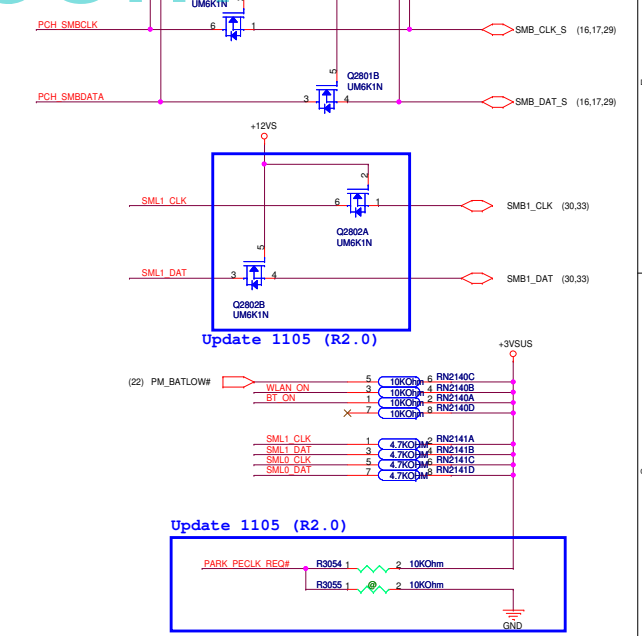 UM6K1N
PCH_SMBCLK 6 1 SMB_CLK_S (16,17,29)
5 Q2801B
UM6K1N
PCH_SMBDATA 3 4 SMB_DAT_S (16,17,29)
+12VS
2
SML1_CLK 6 1 SMB1_CLK (30,33)
Q2802A
UM6K1N
5
SML1_DAT 3 4 SMB1_DAT (30,33)
Q2802B
UM6K1N
Update 1105 (R2.0)
+3VSUS
(22) PM_BATLOW# 5 10KOhm 6 RN2140C
WLAN_ON 3 10KOhm 4 RN2140B
BT_ON 1 10KOhm 2 RN2140A
7 10KOhm 8 RN2140D
SML1_CLK 1 4.7KOHM 2 RN2141A
SML1_DAT 3 4.7KOHM 4 RN2141B
SML0_CLK 5 4.7KOHM 6 RN2141C
SML0_DAT 7 4.7KOHM 8 RN2141D
Update 1105 (R2.0)
PARK_PECLK_REQ# R3054 1 2 10KOhm
R3055 1 @ 2 10KOhm
GND